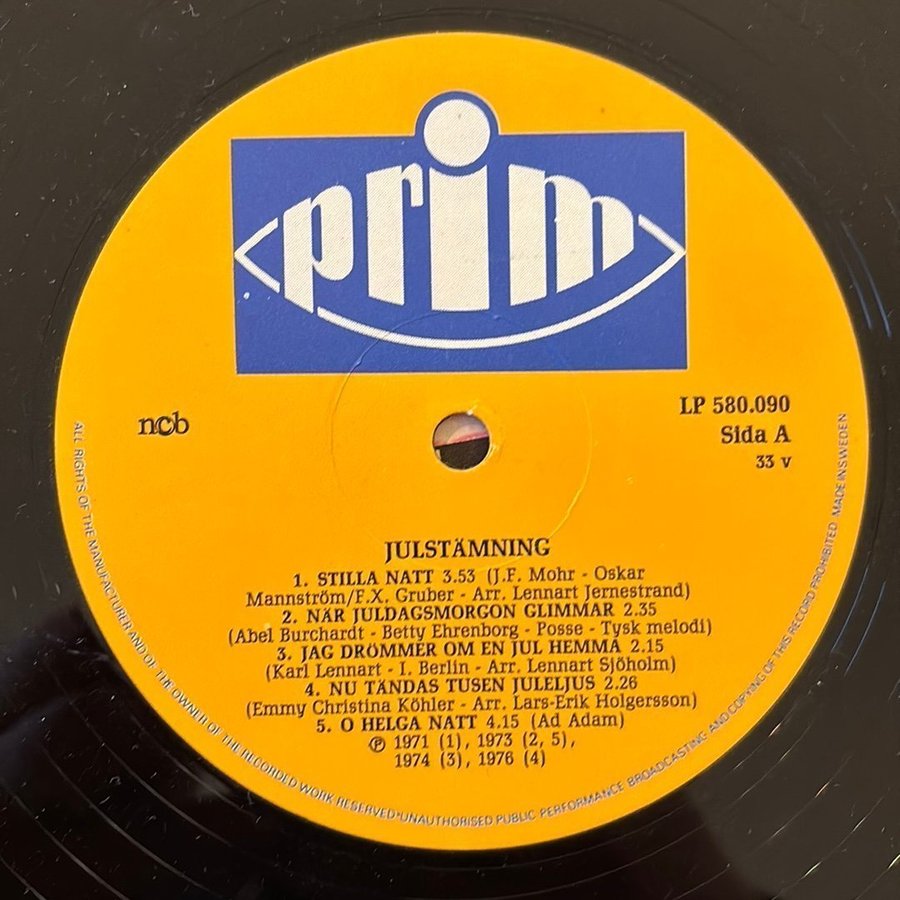 prim
ncb
LP 580.090
Sida A
33 v
JULSTÄMNING
1. STILLA NATT 3.53 (J.F. Mohr - Oskar
Mannström/F.X. Gruber - Arr. Lennart Jernestrand)
2. NÄR JULDAGSMORGON GLIMMAR 2.35
(Abel Burchardt - Betty Ehrenborg - Posse - Tysk melodi)
3. JAG DRÖMMER OM EN JUL HEMMA 2.15
(Karl Lennart - I. Berlin - Arr. Lennart Sjöholm)
4. NU TÄNDAS TUSEN JULELJUS 2.26
(Emmy Christina Köhler - Arr. Lars-Erik Holgersson)
5. O HELGA NATT 4.15 (Ad Adam)
℗ 1971 (1), 1973 (2, 5),
1974 (3), 1976 (4)
ALL RIGHTS OF THE MANUFACTURER AND OF THE OWNER OF THE RECORDED WORK RESERVED•UNAUTHORISED PUBLIC PERFORMANCE BROADCASTING AND COPYING OF THIS RECORD PROHIBITED MADE IN SWEDEN